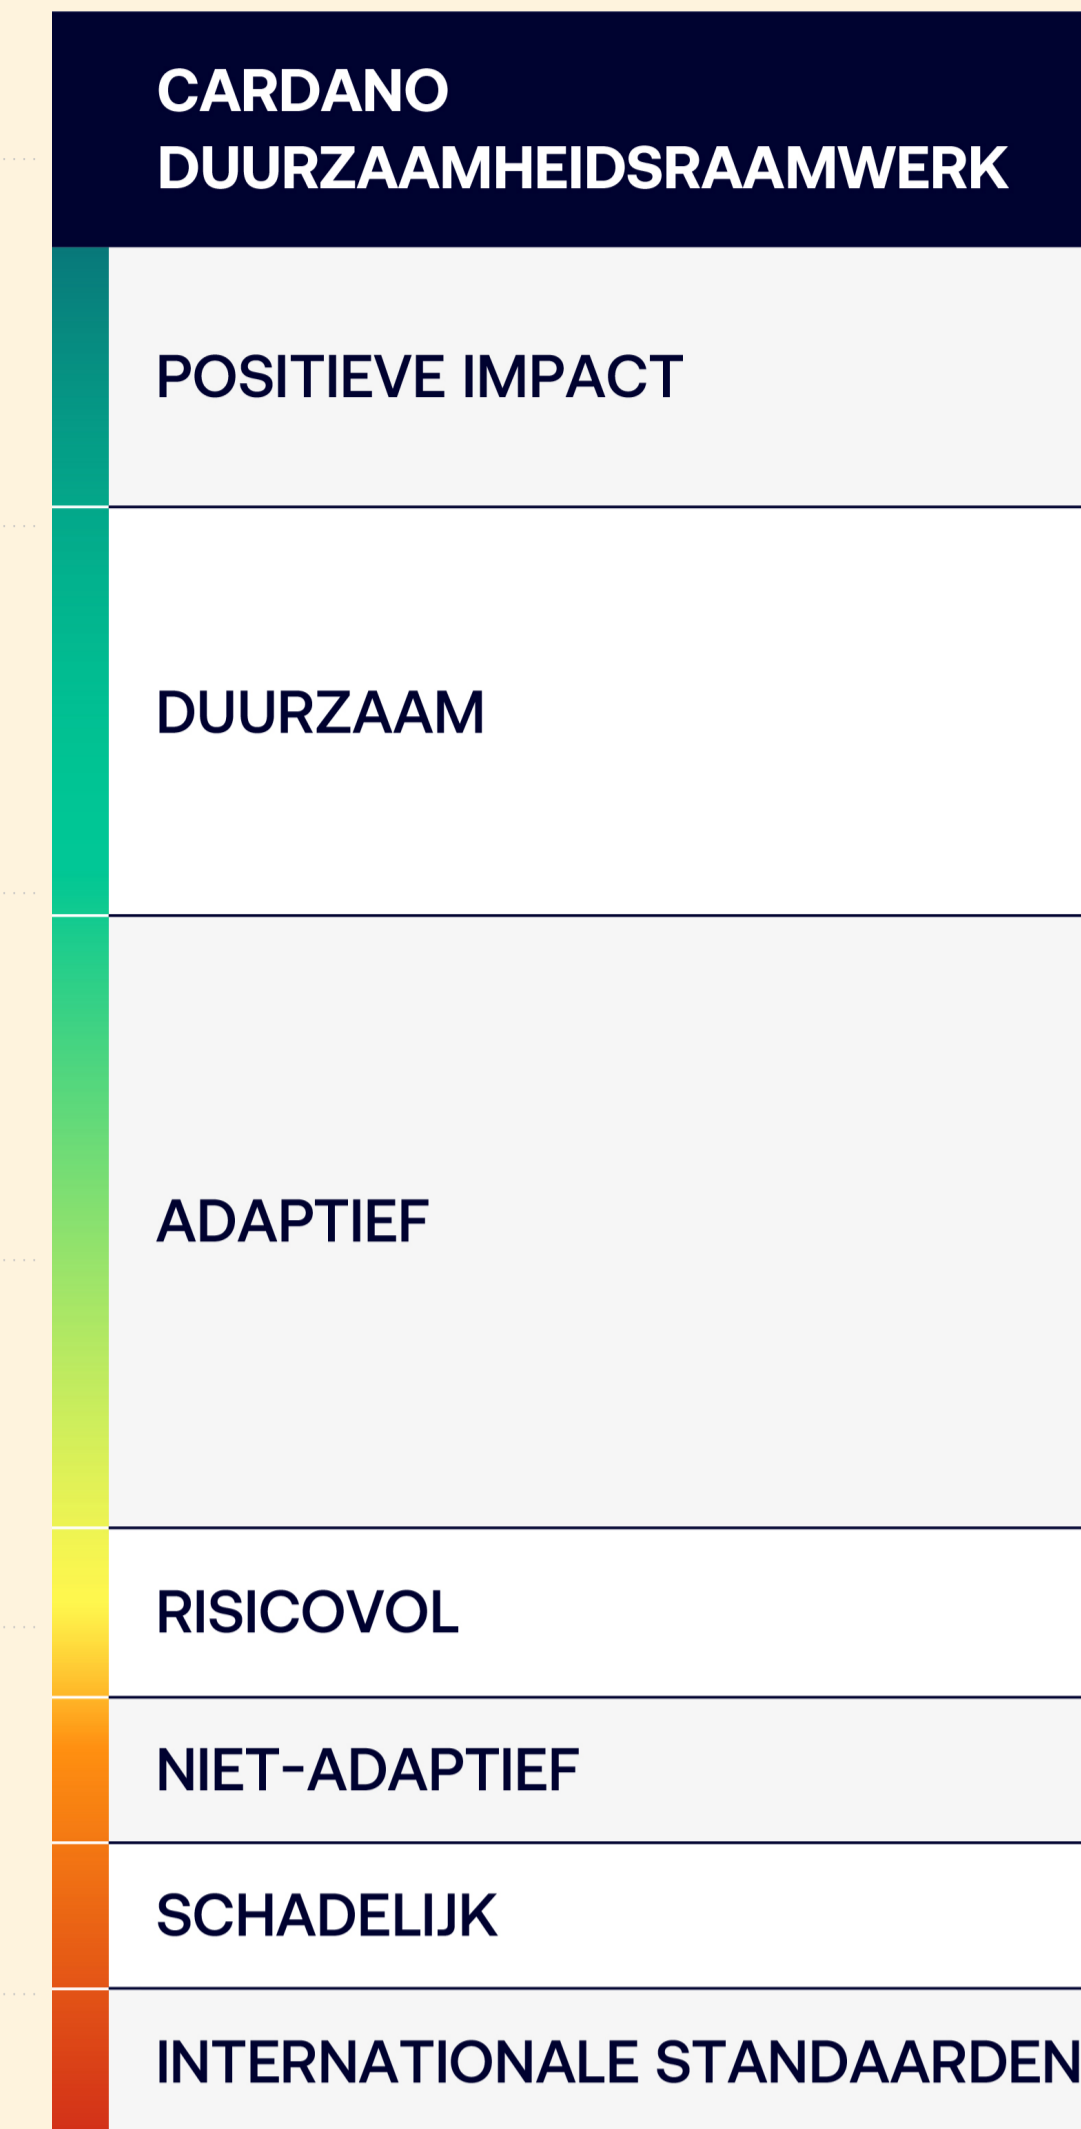 CARDANO
DUURZAAMHEIDSRAAMWERK
POSITIEVE IMPACT
DUURZAAM
ADAPTIEF
RISICOVOL
NIET-ADAPTIEF
SCHADELIJK
INTERNATIONALE STANDAARDEN